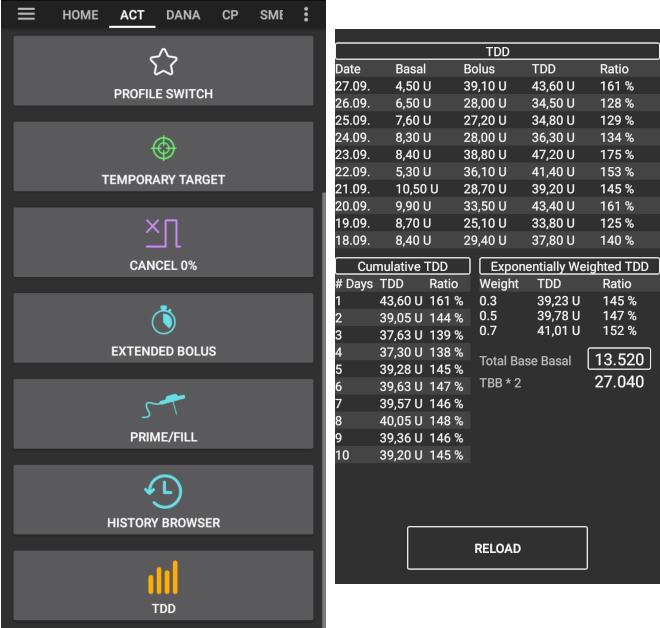 HOME ACT DANA CP SME
PROFILE SWITCH
TEMPORARY TARGET
CANCEL 0%
EXTENDED BOLUS
PRIME/FILL
HISTORY BROWSER
TDD
TDD
Date Basal Bolus TDD Ratio
27.09. 4,50 U 39,10 U 43,60 U 161 %
26.09. 6,50 U 28,00 U 34,50 U 128 %
25.09. 7,60 U 27,20 U 34,80 U 129 %
24.09. 8,30 U 28,00 U 36,30 U 134 %
23.09. 8,40 U 38,80 U 47,20 U 175 %
22.09. 5,30 U 36,10 U 41,40 U 153 %
21.09. 10,50 U 28,70 U 39,20 U 145 %
20.09. 9,90 U 33,50 U 43,40 U 161 %
19.09. 8,70 U 25,10 U 33,80 U 125 %
18.09. 8,40 U 29,40 U 37,80 U 140 %
Cumulative TDD
# Days TDD Ratio
1 43,60 U 161 %
2 39,05 U 144 %
3 37,63 U 139 %
4 37,30 U 138 %
5 39,28 U 145 %
6 39,63 U 147 %
7 39,57 U 146 %
8 40,05 U 148 %
9 39,36 U 146 %
10 39,20 U 145 %
Exponentially Weighted TDD
Weight TDD Ratio
0.3 39,23 U 145 %
0.5 39,78 U 147 %
0.7 41,01 U 152 %
Total Base Basal 13.520
TBB * 2 27.040
RELOAD